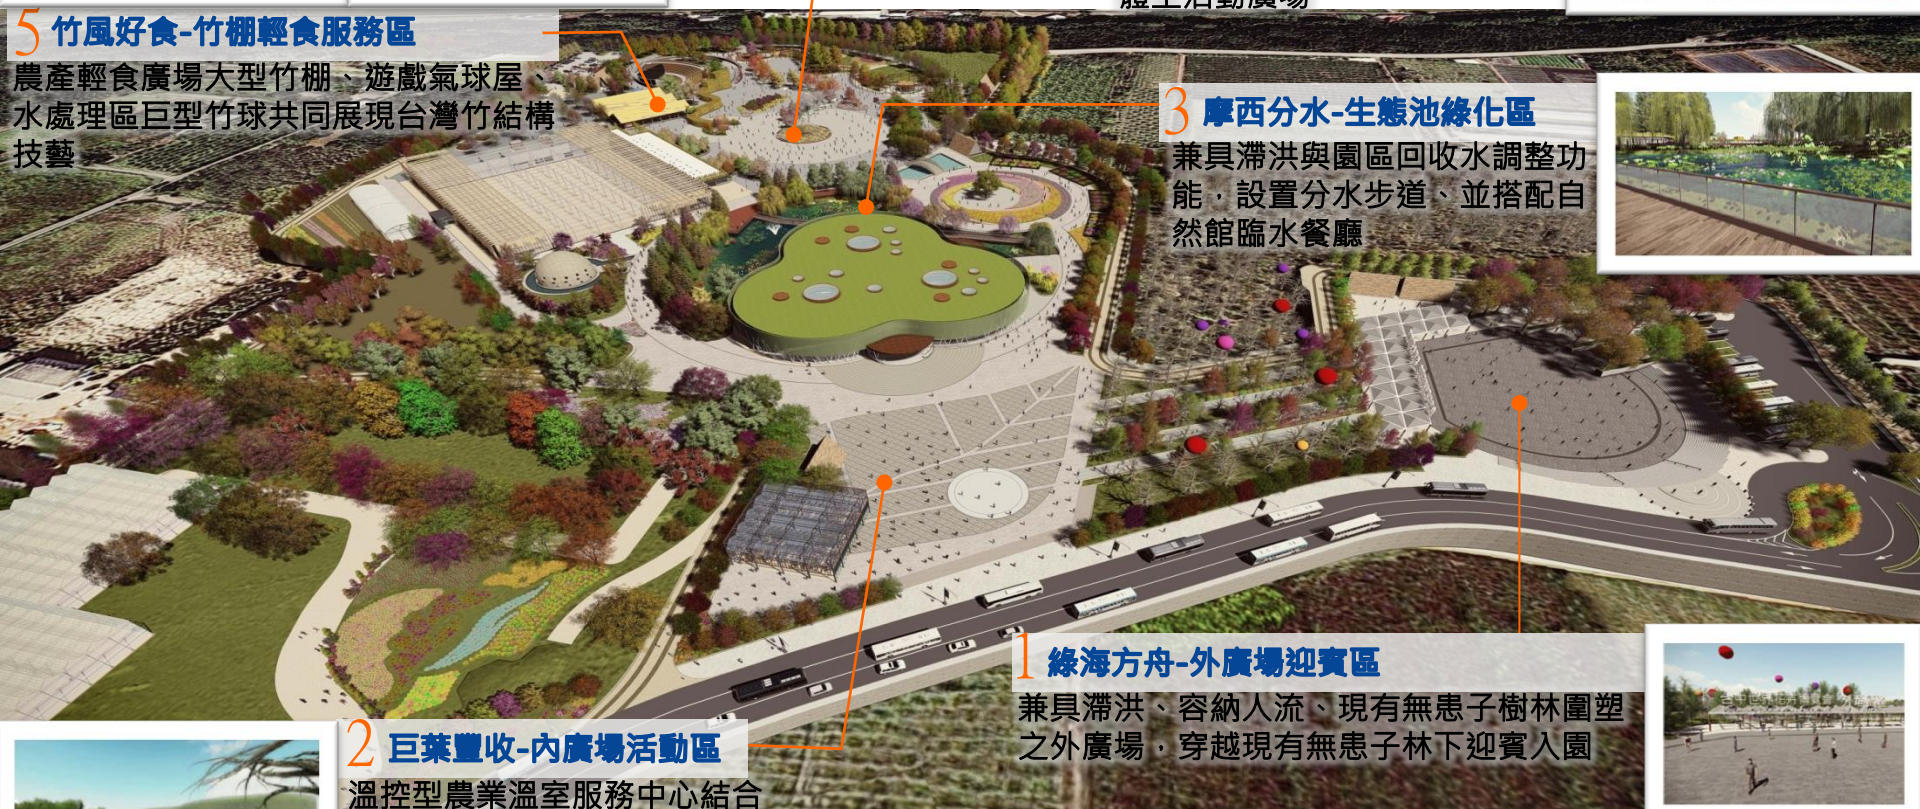 體上活動廣場
5 竹風好食-竹棚輕食服務區
農產輕食廣場大型竹棚、遊戲氣球屋、
水處理區巨型竹球共同展現台灣竹結構
技藝
3 摩西分水-生態池綠化區
兼具滯洪與園區回收水調整功
能，設置分水步道、並搭配自
然館臨水餐廳
1 綠海方舟-外廣場迎賓區
兼具滯洪、容納人流、現有無患子樹林圍塑
之外廣場，穿越現有無患子林下迎賓入園
2 巨葉豐收-內廣場活動區
溫控型農業溫室服務中心結合